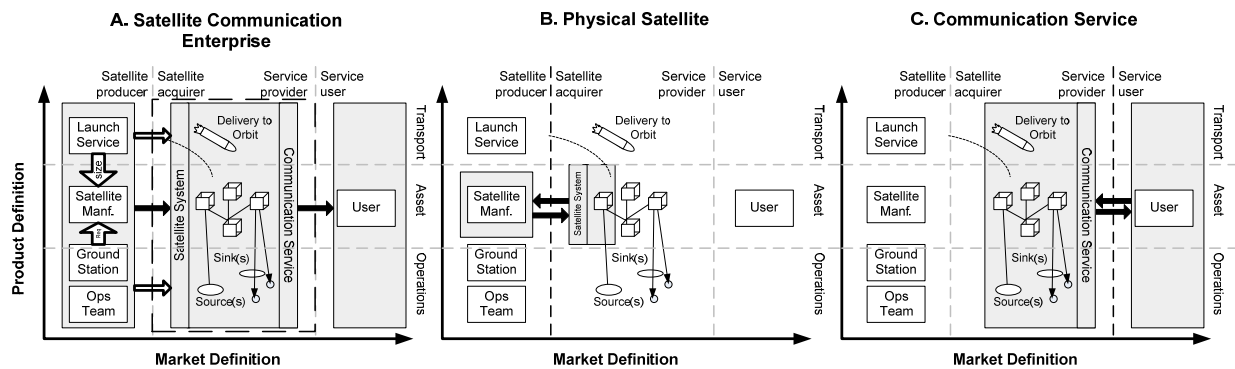 A. Satellite Communication
Enterprise
Satellite
producer
Satellite
acquirer
Service
provider
Service
user
Product Definition
Launch
Service
Size
Satellite
Manf.
Req
Ground
Station
Ops
Team
Satellite System
Delivery to
Orbit
Sink(s)
Source(s)
Communication Service
User
Transport
Asset
Operations
Market Definition
B. Physical Satellite
Satellite
producer
Satellite
acquirer
Service
provider
Service
user
Launch
Service
Satellite
Manf.
Ground
Station
Ops
Team
Satellite System
Delivery to
Orbit
Sink(s)
Source(s)
User
Transport
Asset
Operations
Market Definition
C. Communication Service
Satellite
producer
Satellite
acquirer
Service
provider
Service
user
Launch
Service
Satellite
Manf.
Ground
Station
Ops
Team
Delivery to
Orbit
Sink(s)
Source(s)
Communication Service
User
Transport
Asset
Operations
Market Definition